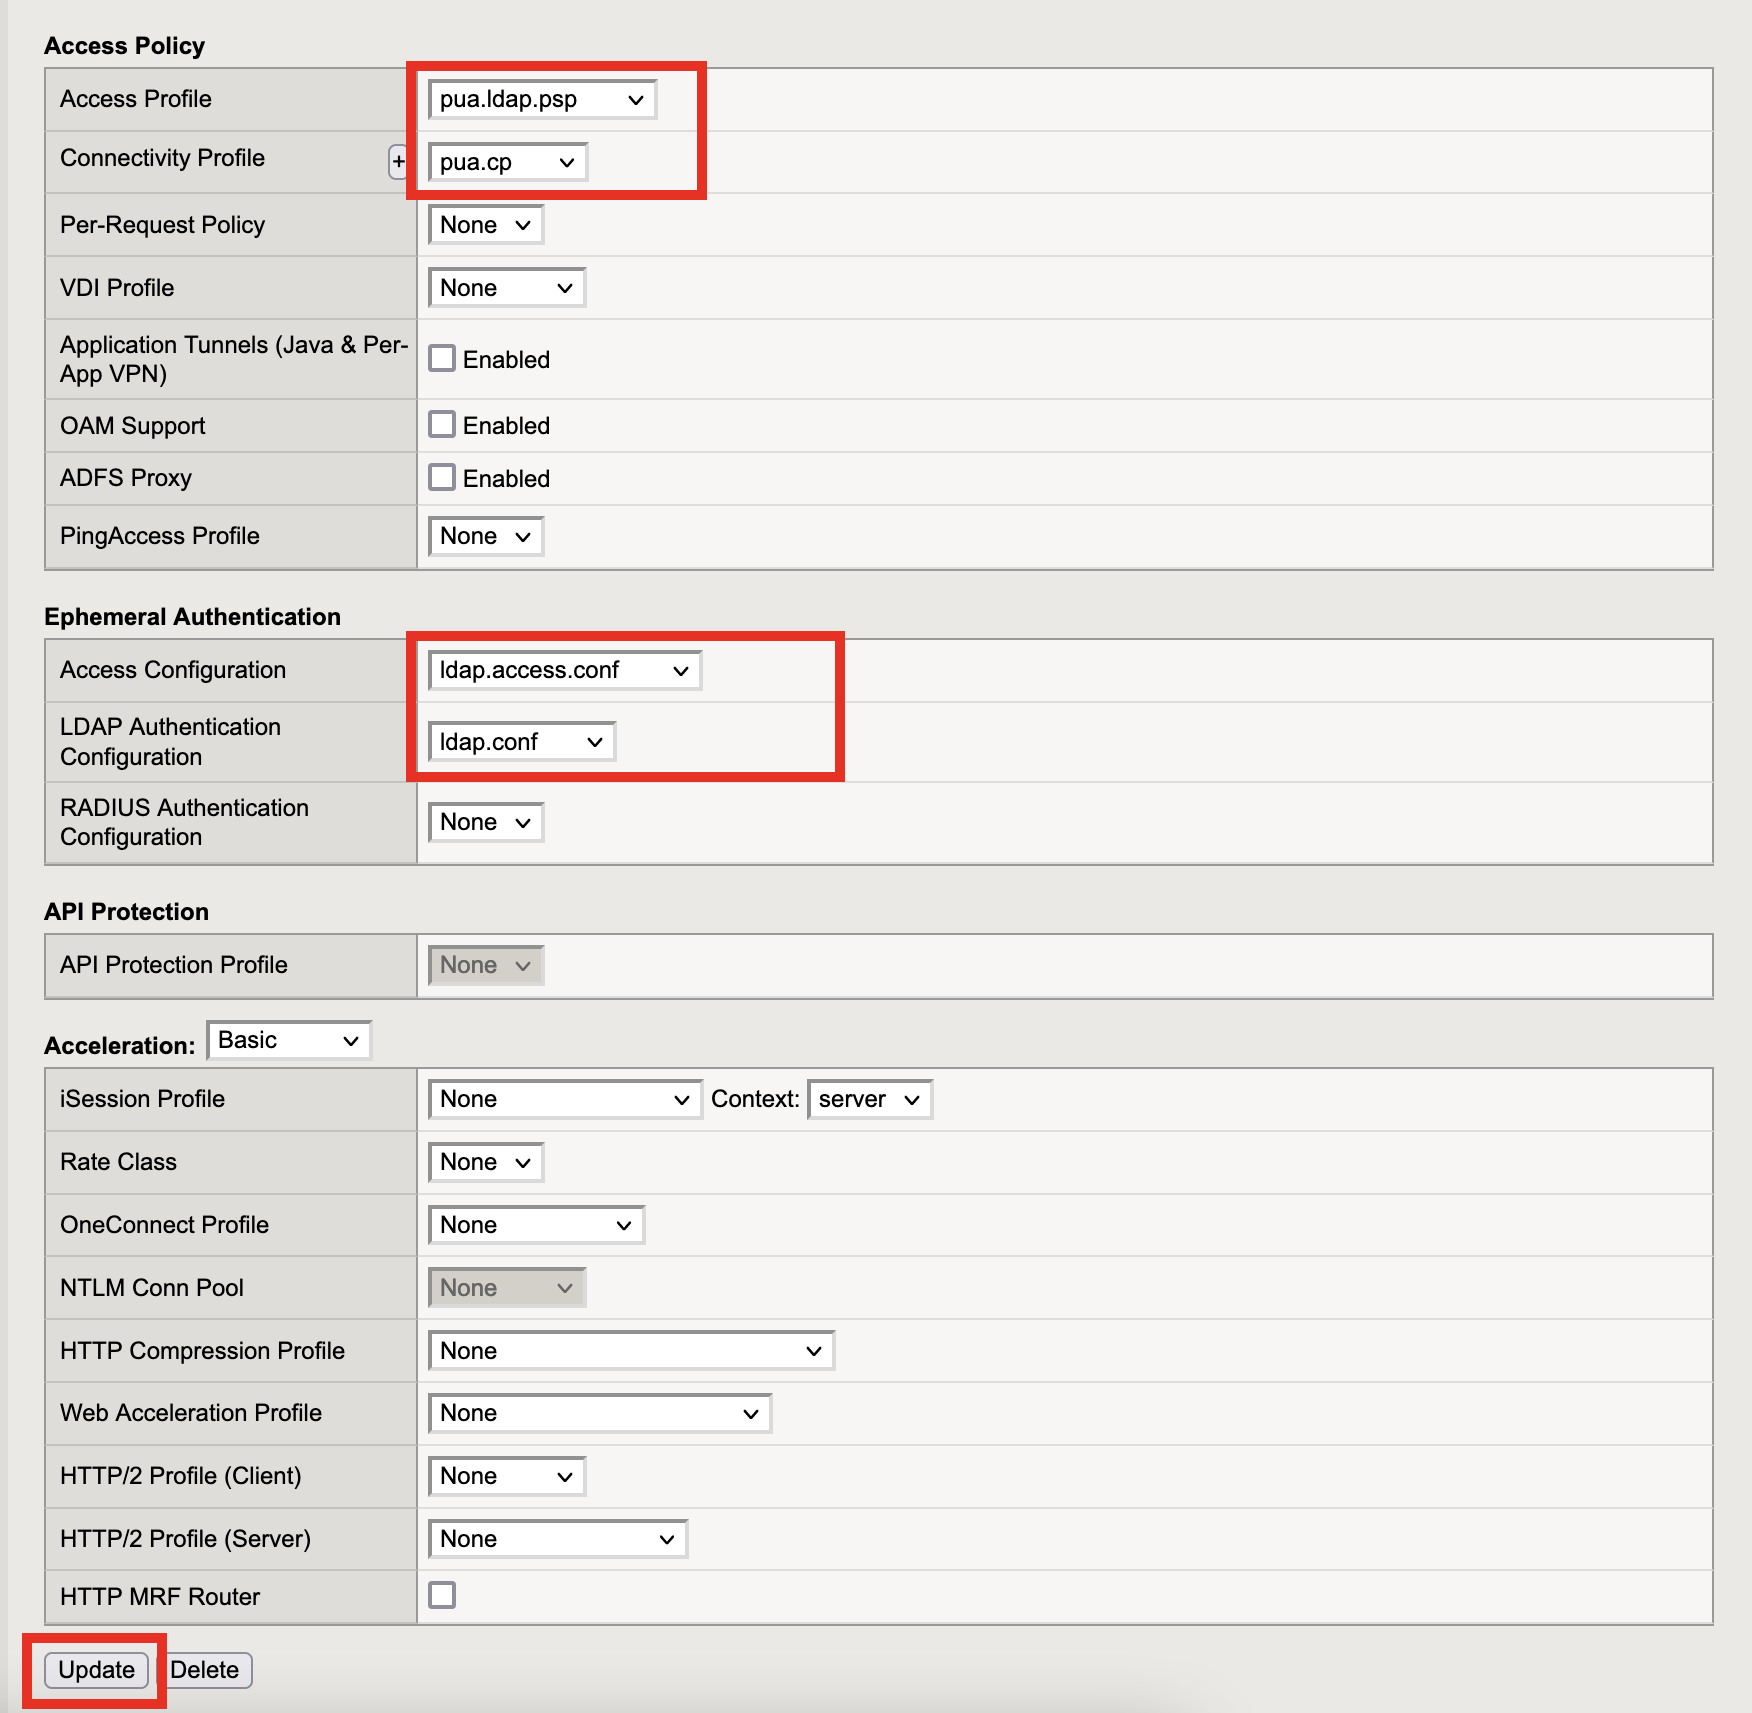 Access Policy
Access Profile pua.ldap.psp
Connectivity Profile + pua.cp
Per-Request Policy None
VDI Profile None
Application Tunnels (Java & Per-
App VPN) Enabled
OAM Support Enabled
ADFS Proxy Enabled
PingAccess Profile None
Ephemeral Authentication
Access Configuration ldap.access.conf
LDAP Authentication
Configuration ldap.conf
RADIUS Authentication
Configuration None
API Protection
API Protection Profile None
Acceleration: Basic
iSession Profile None Context: server
Rate Class None
OneConnect Profile None
NTLM Conn Pool None
HTTP Compression Profile None
Web Acceleration Profile None
HTTP/2 Profile (Client) None
HTTP/2 Profile (Server) None
HTTP MRF Router
Update Delete